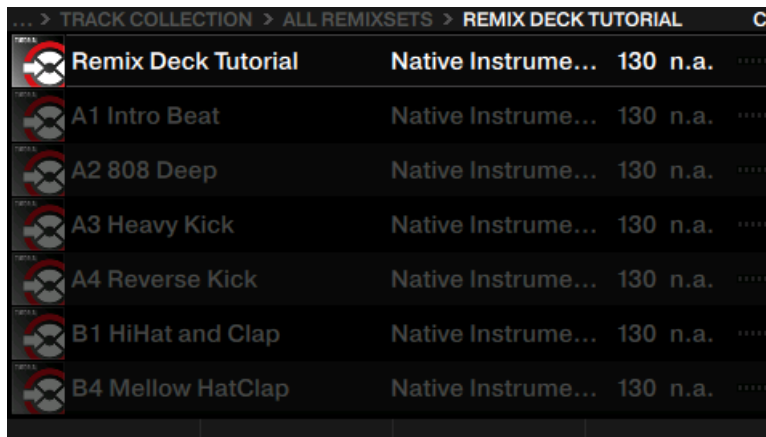 ... > TRACK COLLECTION > ALL REMIXSETS > REMIX DECK TUTORIAL C
Remix Deck Tutorial Native Instrume... 130 n.a.
A1 Intro Beat Native Instrume... 130 n.a.
A2 808 Deep Native Instrume... 130 n.a.
A3 Heavy Kick Native Instrume... 130 n.a.
A4 Reverse Kick Native Instrume... 130 n.a.
B1 HiHat and Clap Native Instrume... 130 n.a.
B4 Mellow HatClap Native Instrume... 130 n.a.